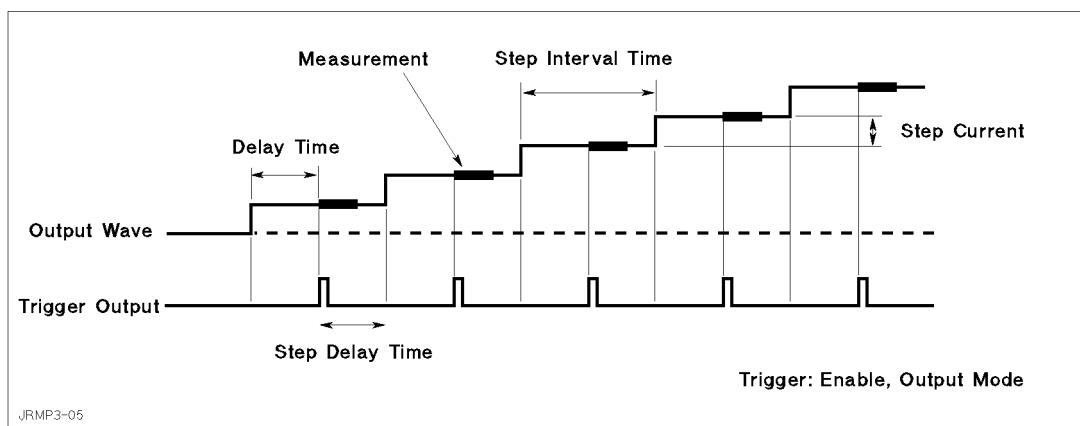 Measurement
Step Interval Time
Step Current
Delay Time
Output Wave
Trigger Output
Step Delay Time
Trigger: Enable, Output Mode
JRMP3-05